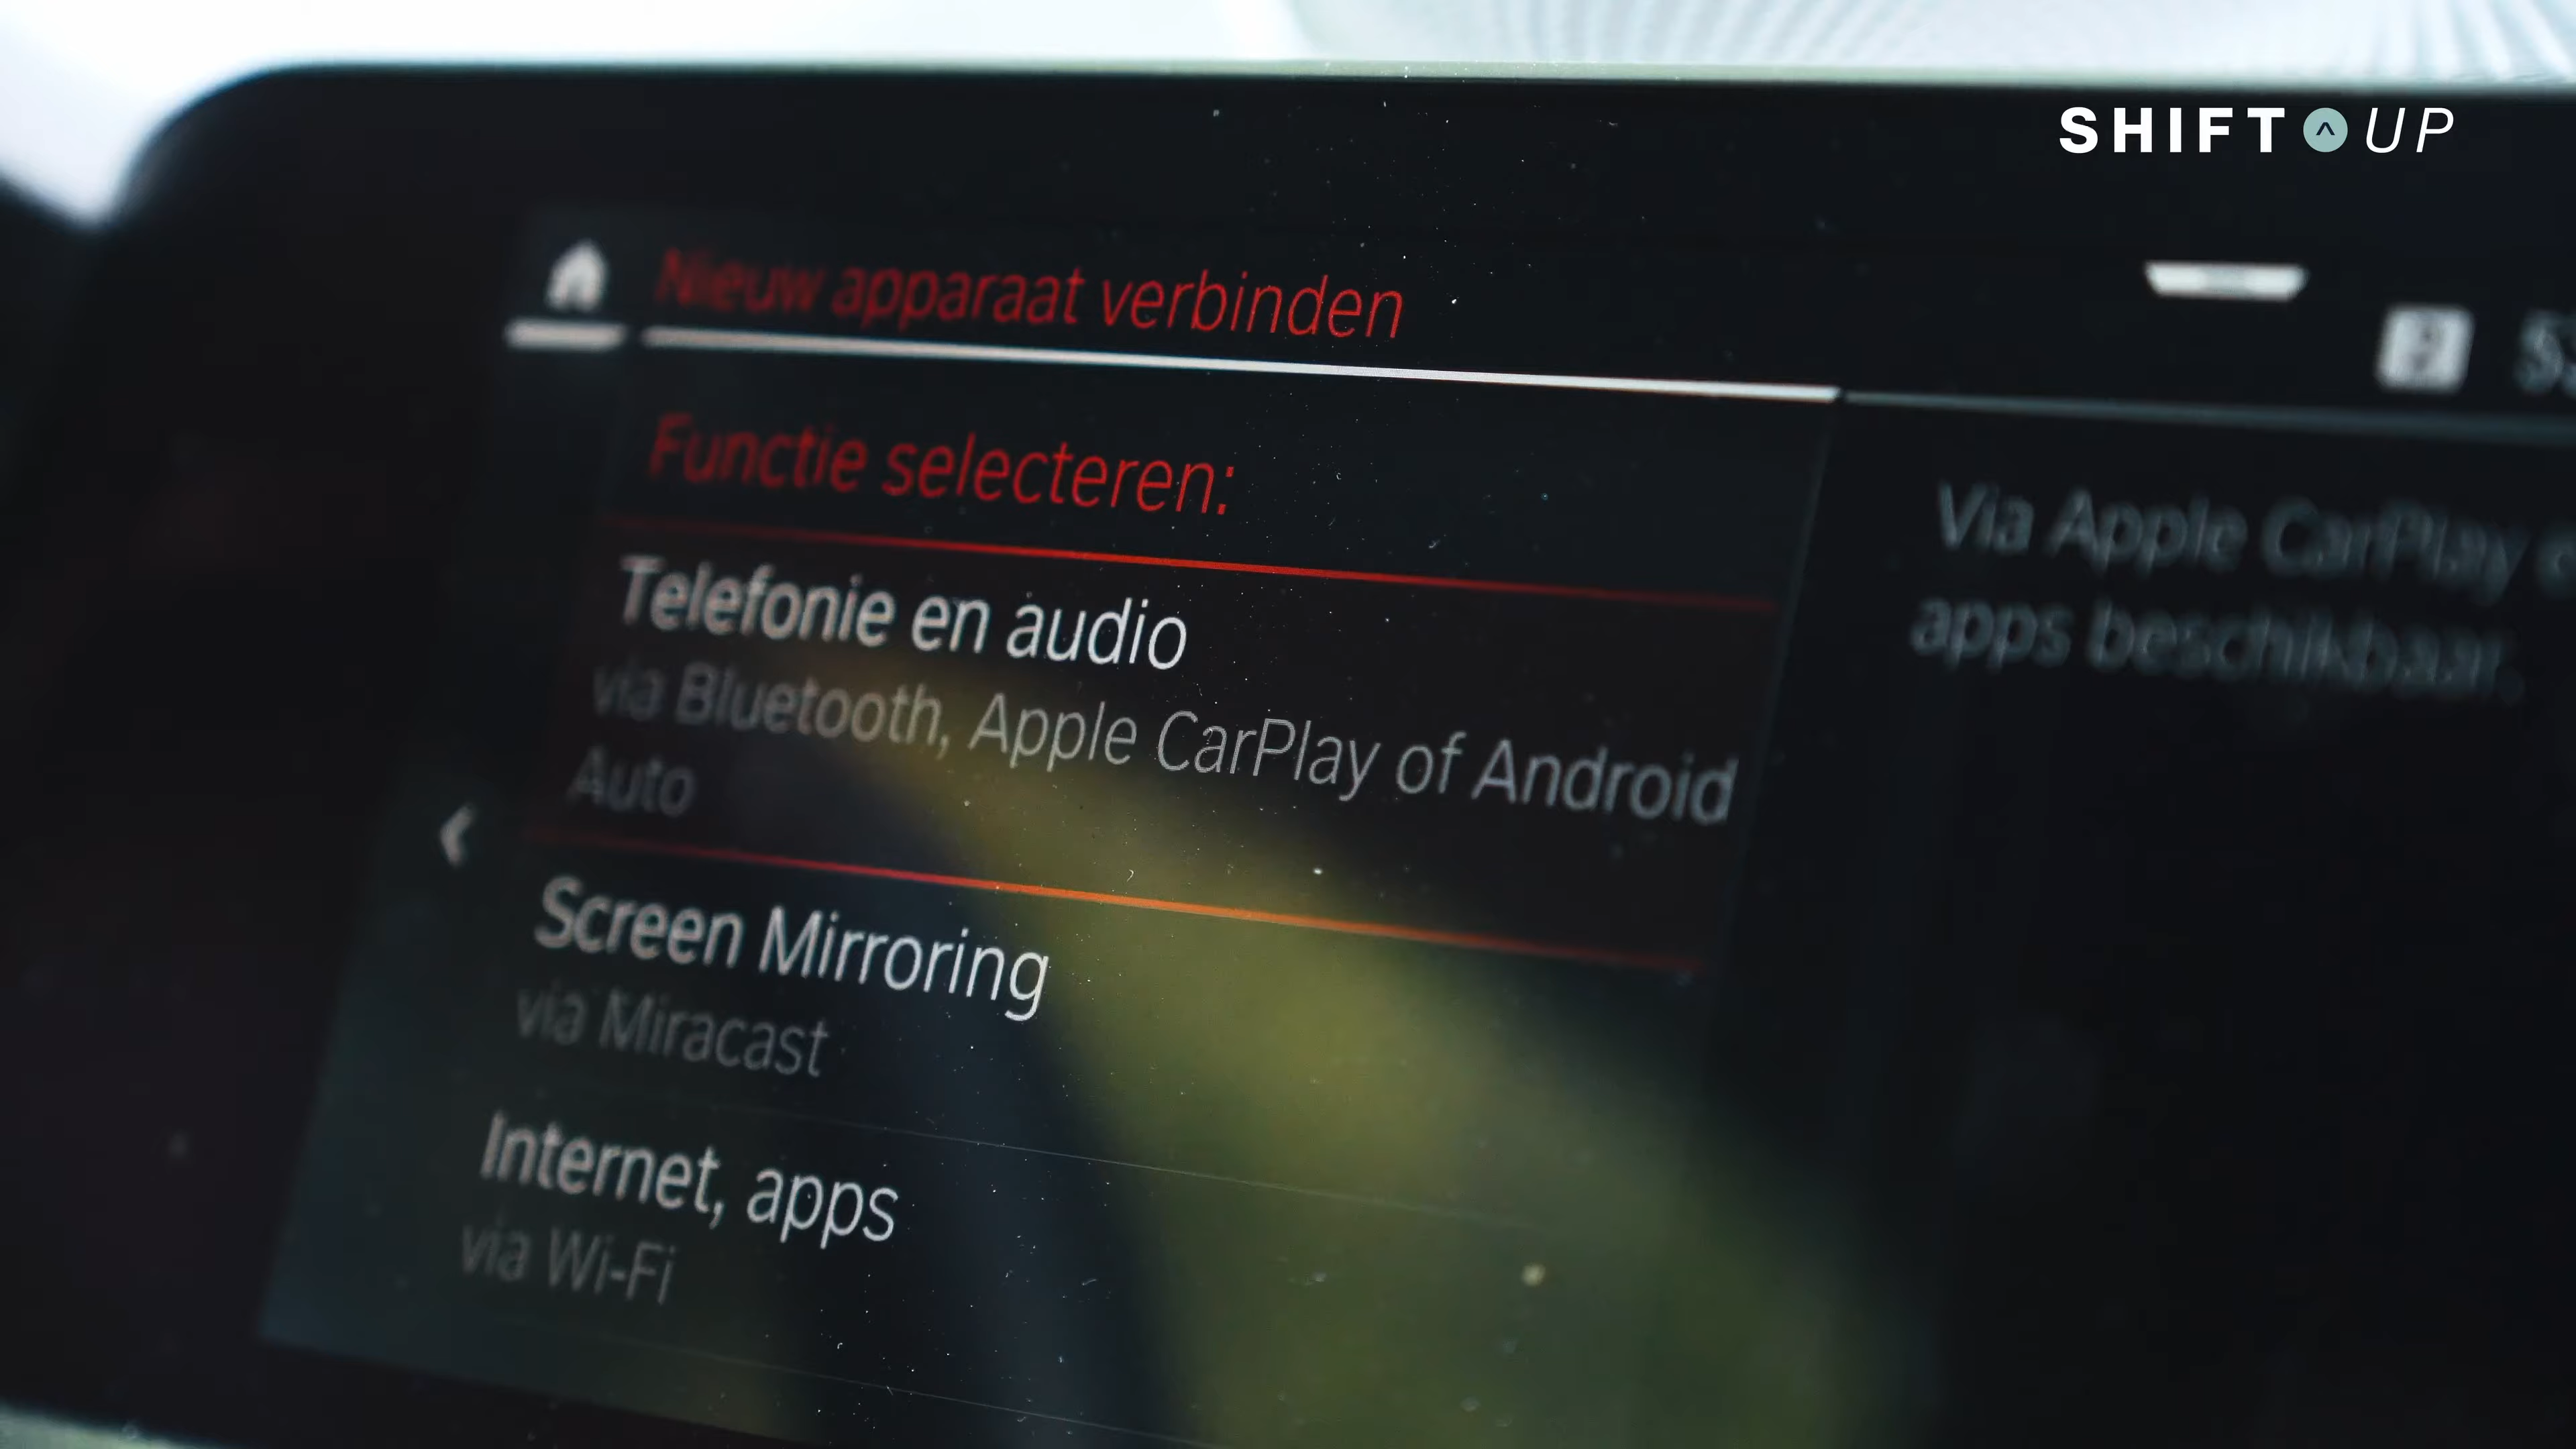 SHIFT UP
Nieuw apparaat verbinden
Functie selecteren:
Telefonie en audio
via Bluetooth, Apple CarPlay of Android
Auto
Screen Mirroring
via Miracast
Internet, apps
via Wi-Fi
Via Apple CarPlay
apps beschikbaar.